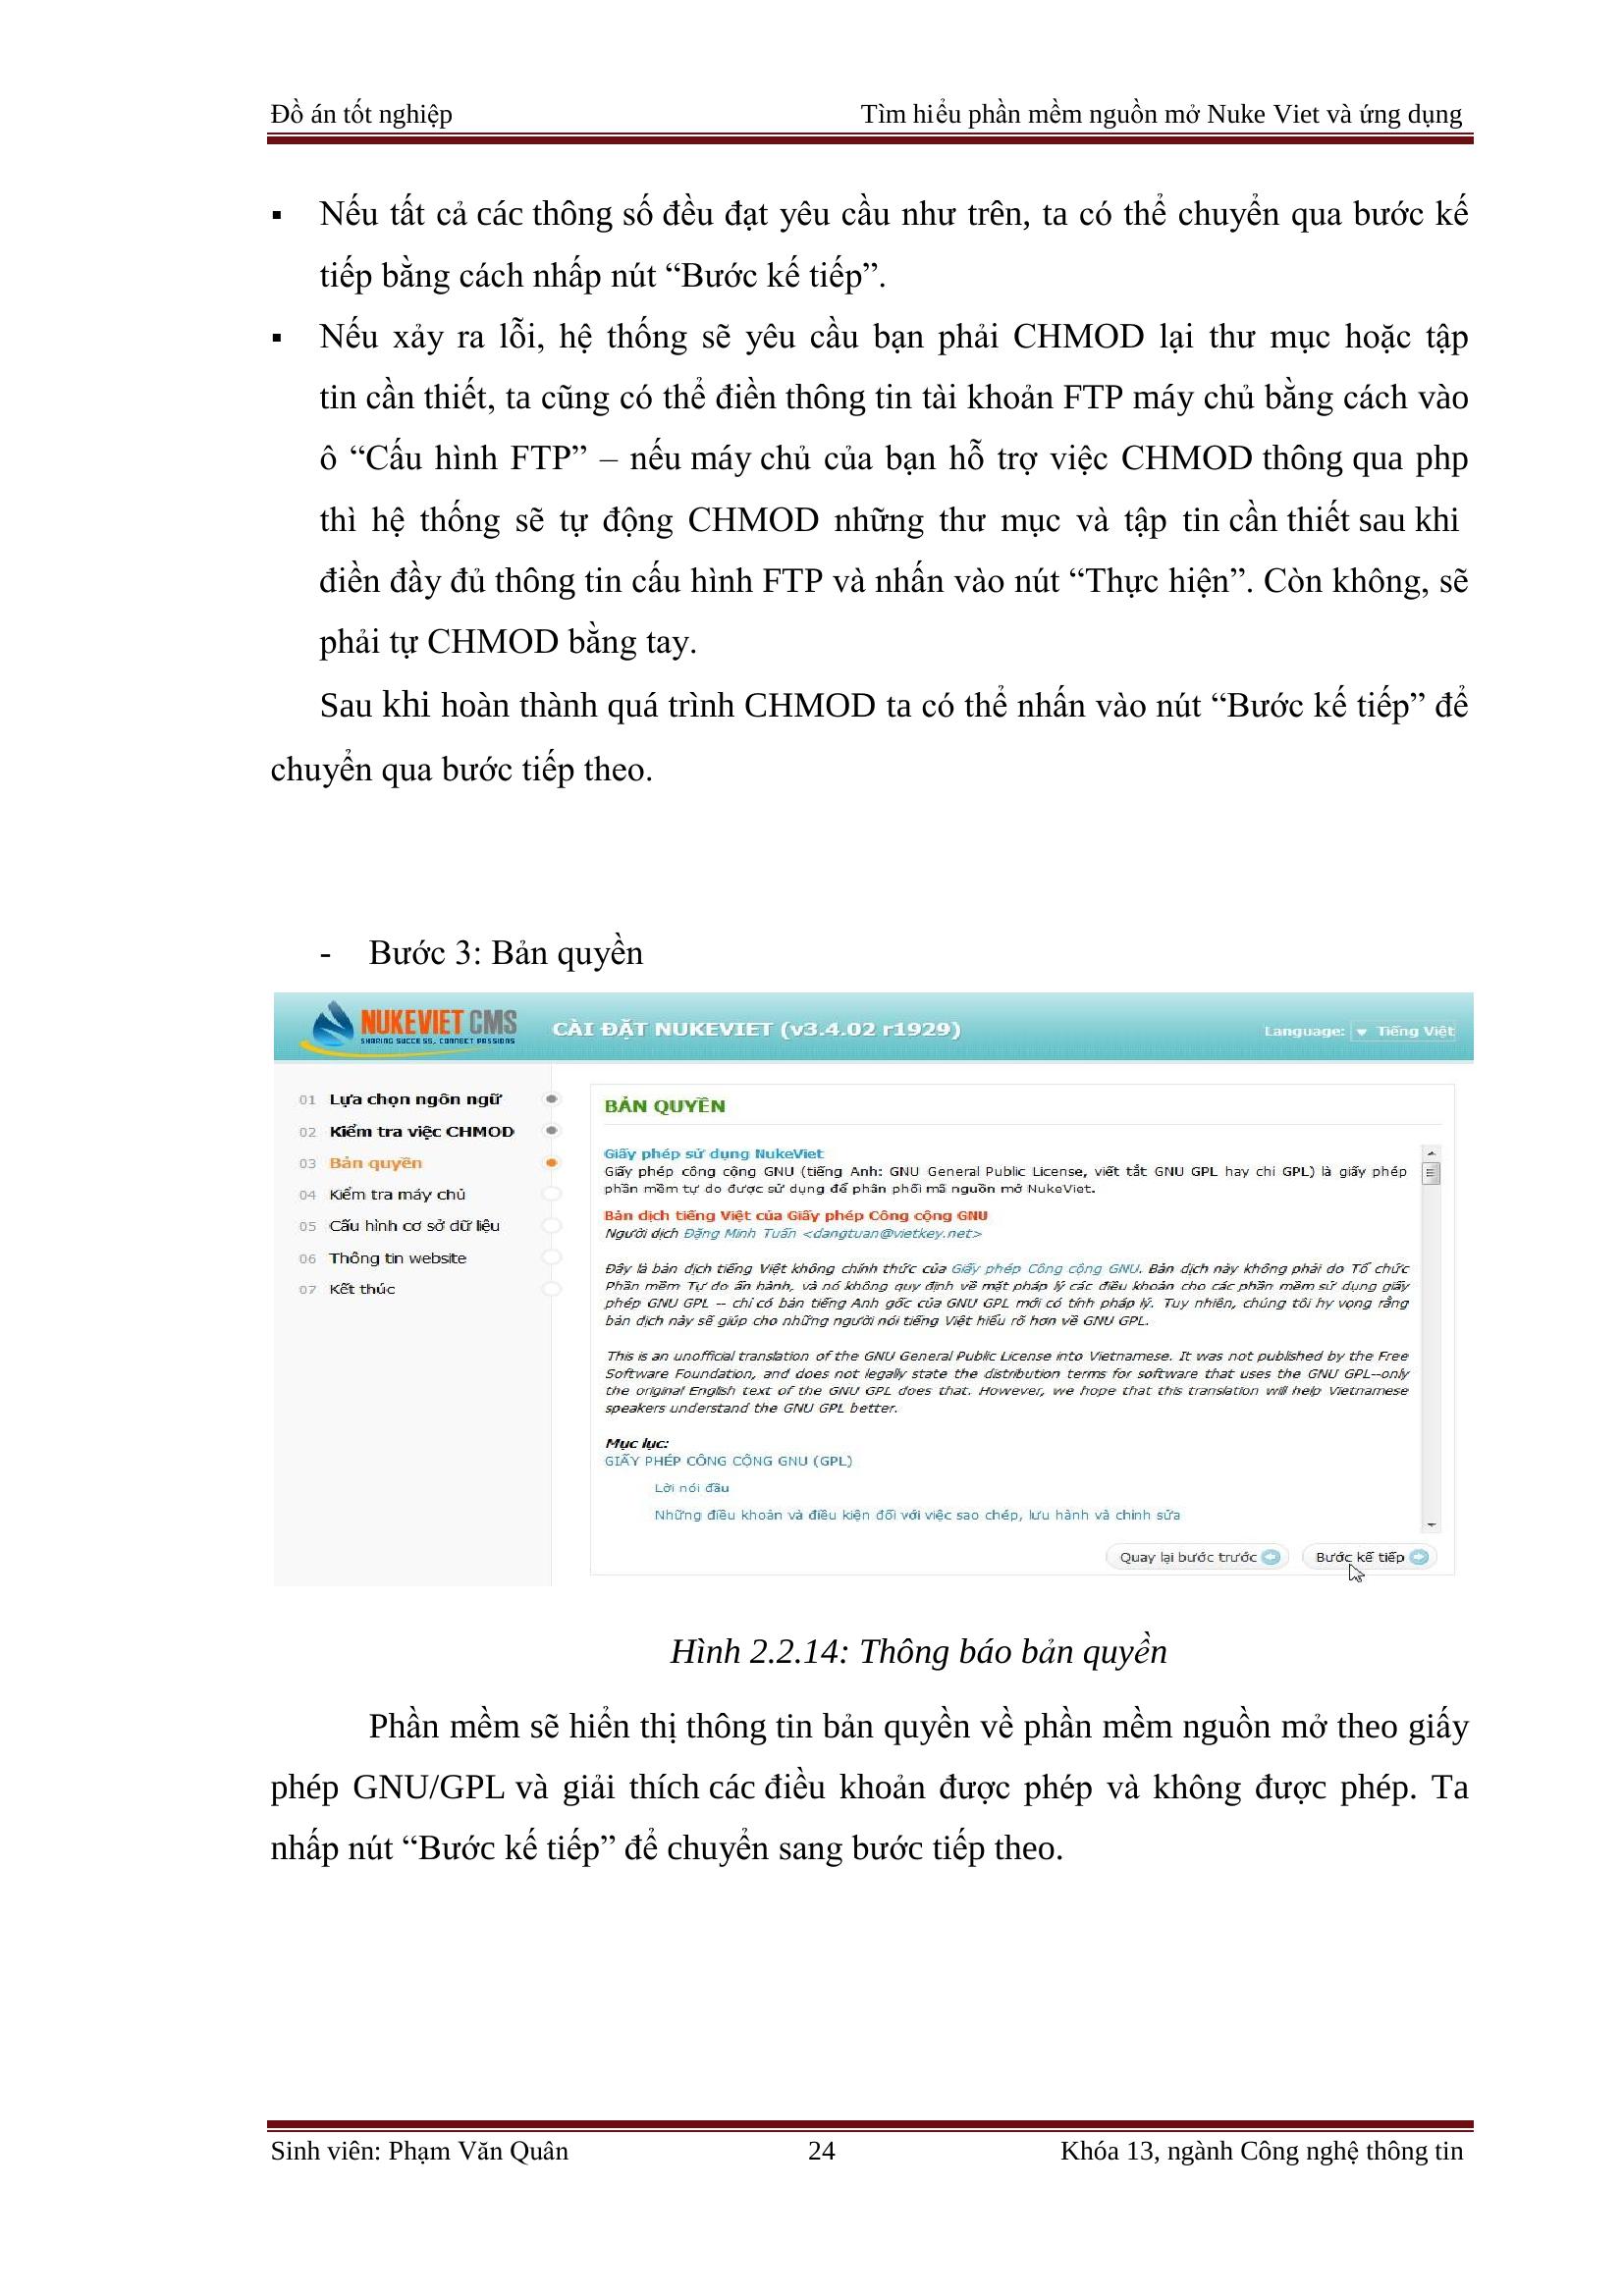 Đồ án tốt nghiệp Tìm hiểu phần mềm nguồn mở Nuke Viet và ứng dụng
▪ Nếu tất cả các thông số đều đạt yêu cầu như trên, ta có thể chuyển qua bước kế
tiếp bằng cách nhấp nút “Bước kế tiếp”.
▪ Nếu xảy ra lỗi, hệ thống sẽ yêu cầu bạn phải CHMOD lại thư mục hoặc tập
tin cần thiết, ta cũng có thể điền thông tin tài khoản FTP máy chủ bằng cách vào
ô “Cấu hình FTP” – nếu máy chủ của bạn hỗ trợ việc CHMOD thông qua php
thì hệ thống sẽ tự động CHMOD những thư mục và tập tin cần thiết sau khi
điền đầy đủ thông tin cấu hình FTP và nhấn vào nút “Thực hiện”. Còn không, sẽ
phải tự CHMOD bằng tay.
Sau khi hoàn thành quá trình CHMOD ta có thể nhấn vào nút “Bước kế tiếp” để
chuyển qua bước tiếp theo.
- Bước 3: Bản quyền
NUKEVIET CMS
SHARING SUCCESS, CONNECT PASSIONS
CÀI ĐẶT NUKEVIET (v3.4.02 r1929)
Language: Tiếng Việt
01 Lựa chọn ngôn ngữ
02 Kiểm tra việc CHMOD
03 Bản quyền
04 Kiểm tra máy chủ
05 Cấu hình cơ sở dữ liệu
06 Thông tin website
07 Kết thúc
BẢN QUYỀN
Giấy phép sử dụng NukeViet
Giấy phép công cộng GNU (tiếng Anh: GNU General Public License, viết tắt GNU GPL hay chỉ GPL) là giấy phép
phần mềm tự do được sử dụng để phân phối mã nguồn mở NukeViet.
Bản dịch tiếng Việt của Giấy phép Công cộng GNU
Người dịch Đặng Minh Tuấn <dangtuan@vietkey.net>
Đây là bản dịch tiếng Việt không chính thức của Giấy phép Công cộng GNU. Bản dịch này không phải do Tổ chức
Phần mềm Tự do ấn hành, và nó không quy định về mặt pháp lý các điều khoản cho các phần mềm sử dụng giấy
phép GNU GPL -- chỉ có bản tiếng Anh gốc của GNU GPL mới có tính pháp lý. Tuy nhiên, chúng tôi hy vọng rằng
bản dịch này sẽ giúp cho những người nói tiếng Việt hiểu rõ hơn về GNU GPL.
This is an unofficial translation of the GNU General Public License into Vietnamese. It was not published by the Free
Software Foundation, and does not legally state the distribution terms for software that uses the GNU GPL--only
the original English text of the GNU GPL does that. However, we hope that this translation will help Vietnamese
speakers understand the GNU GPL better.
Mục lục:
GIẤY PHÉP CÔNG CỘNG GNU (GPL)
Lời nói đầu
Những điều khoản và điều kiện đối với việc sao chép, lưu hành và chỉnh sửa
Quay lại bước trước Bước kế tiếp
Hình 2.2.14: Thông báo bản quyền
Phần mềm sẽ hiển thị thông tin bản quyền về phần mềm nguồn mở theo giấy
phép GNU/GPL và giải thích các điều khoản được phép và không được phép. Ta
nhấp nút “Bước kế tiếp” để chuyển sang bước tiếp theo.
Sinh viên: Phạm Văn Quân 24 Khóa 13, ngành Công nghệ thông tin